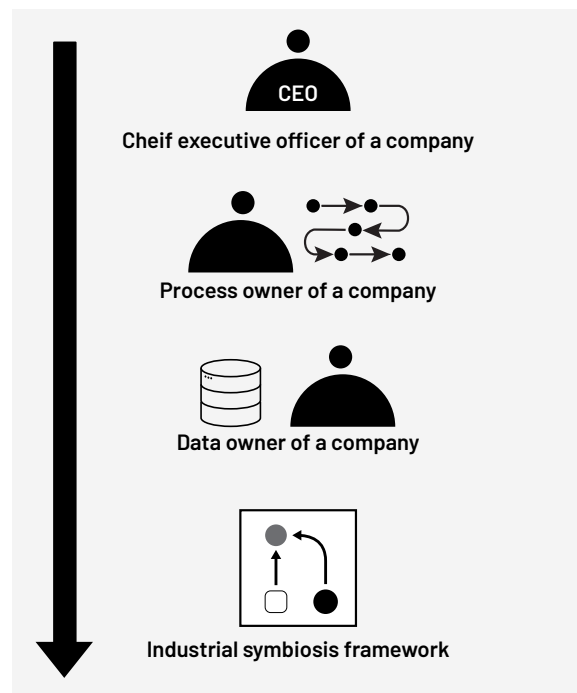 CEO
Cheif executive officer of a company
Process owner of a company
Data owner of a company
Industrial symbiosis framework